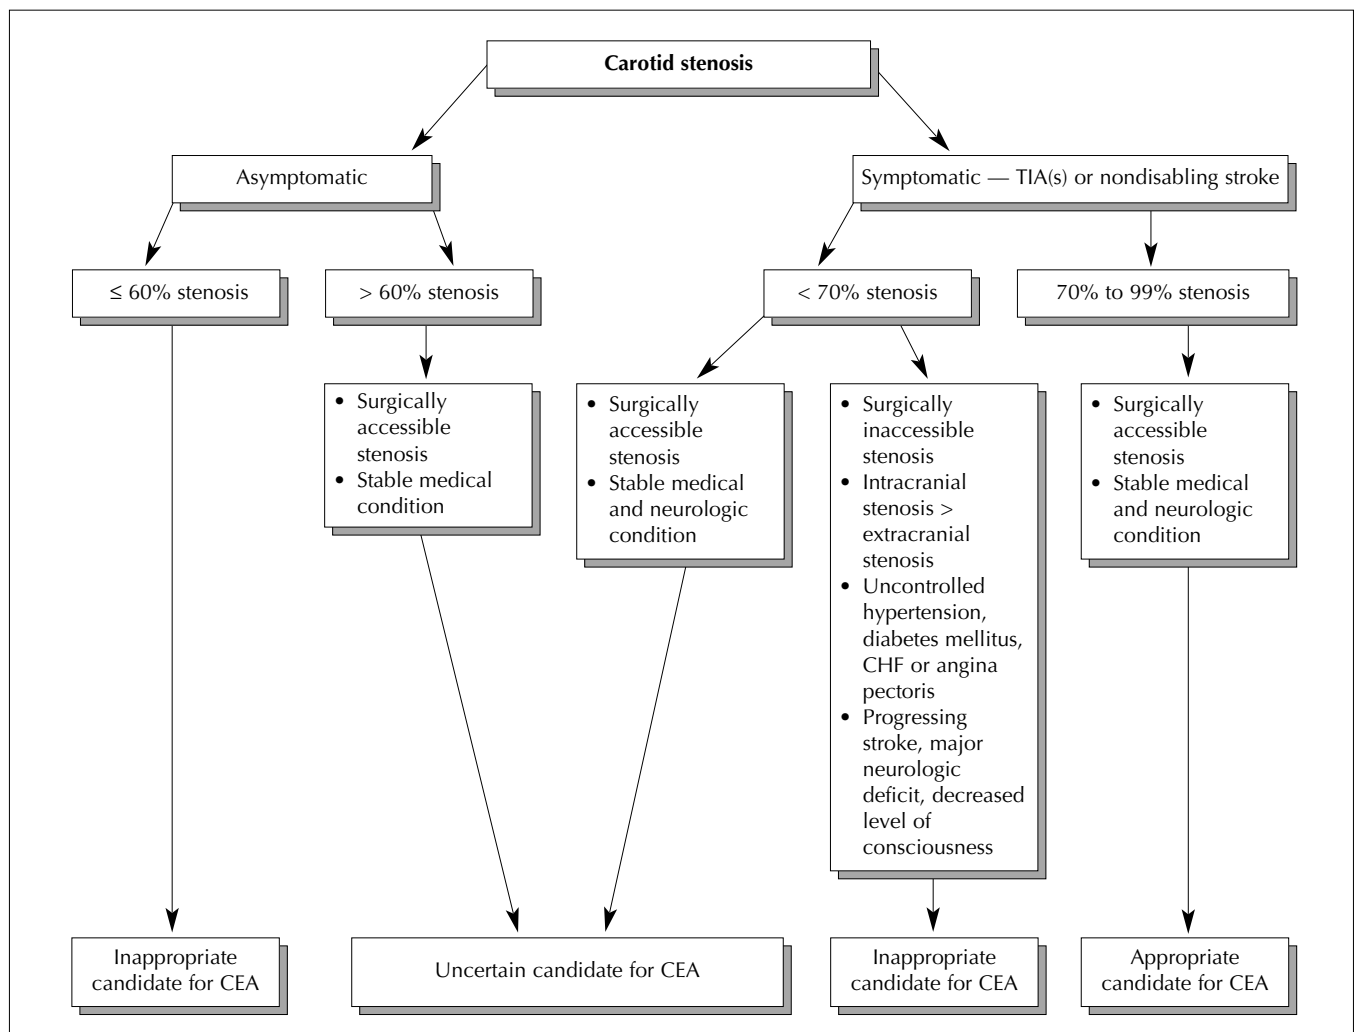 Carotid stenosis
Asymptomatic
Symptomatic — TIA(s) or nondisabling stroke
≤ 60% stenosis
> 60% stenosis
< 70% stenosis
70% to 99% stenosis
• Surgically
accessible
stenosis
• Stable medical
condition
• Surgically
accessible
stenosis
• Stable medical
and neurologic
condition
• Surgically
inaccessible
stenosis
• Intracranial
stenosis >
extracranial
stenosis
• Uncontrolled
hypertension,
diabetes mellitus,
CHF or angina
pectoris
• Progressing
stroke, major
neurologic
deficit, decreased
level of
consciousness
• Surgically
accessible
stenosis
• Stable medical
and neurologic
condition
Inappropriate
candidate for CEA
Uncertain candidate for CEA
Inappropriate
candidate for CEA
Appropriate
candidate for CEA